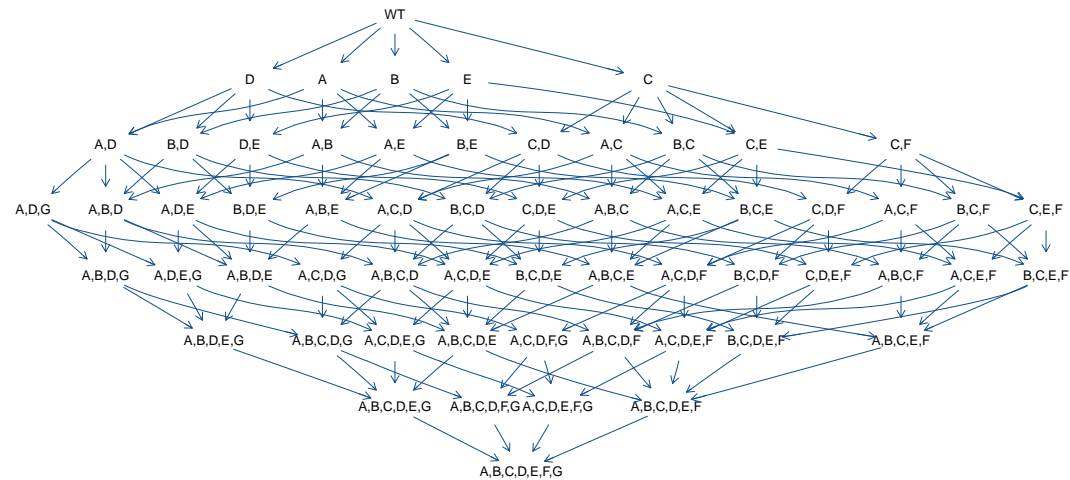 WT
D A B E C
A,D B,D D,E A,B A,E B,E C,D A,C B,C C,E C,F
A,D,G A,B,D A,D,E B,D,E A,B,E A,C,D B,C,D C,D,E A,B,C A,C,E B,C,E C,D,F A,C,F B,C,F C,E,F
A,B,D,G A,D,E,G A,B,D,E A,C,D,G A,B,C,D A,C,D,E B,C,D,E A,B,C,E A,C,D,F B,C,D,F C,D,E,F A,B,C,F A,C,E,F B,C,E,F
A,B,D,E,G A,B,C,D,G A,C,D,E,G A,B,C,D,E A,C,D,F,G A,B,C,D,F A,C,D,E,F B,C,D,E,F A,B,C,E,F
A,B,C,D,E,G A,B,C,D,F,G A,C,D,E,F,G A,B,C,D,E,F
A,B,C,D,E,F,G